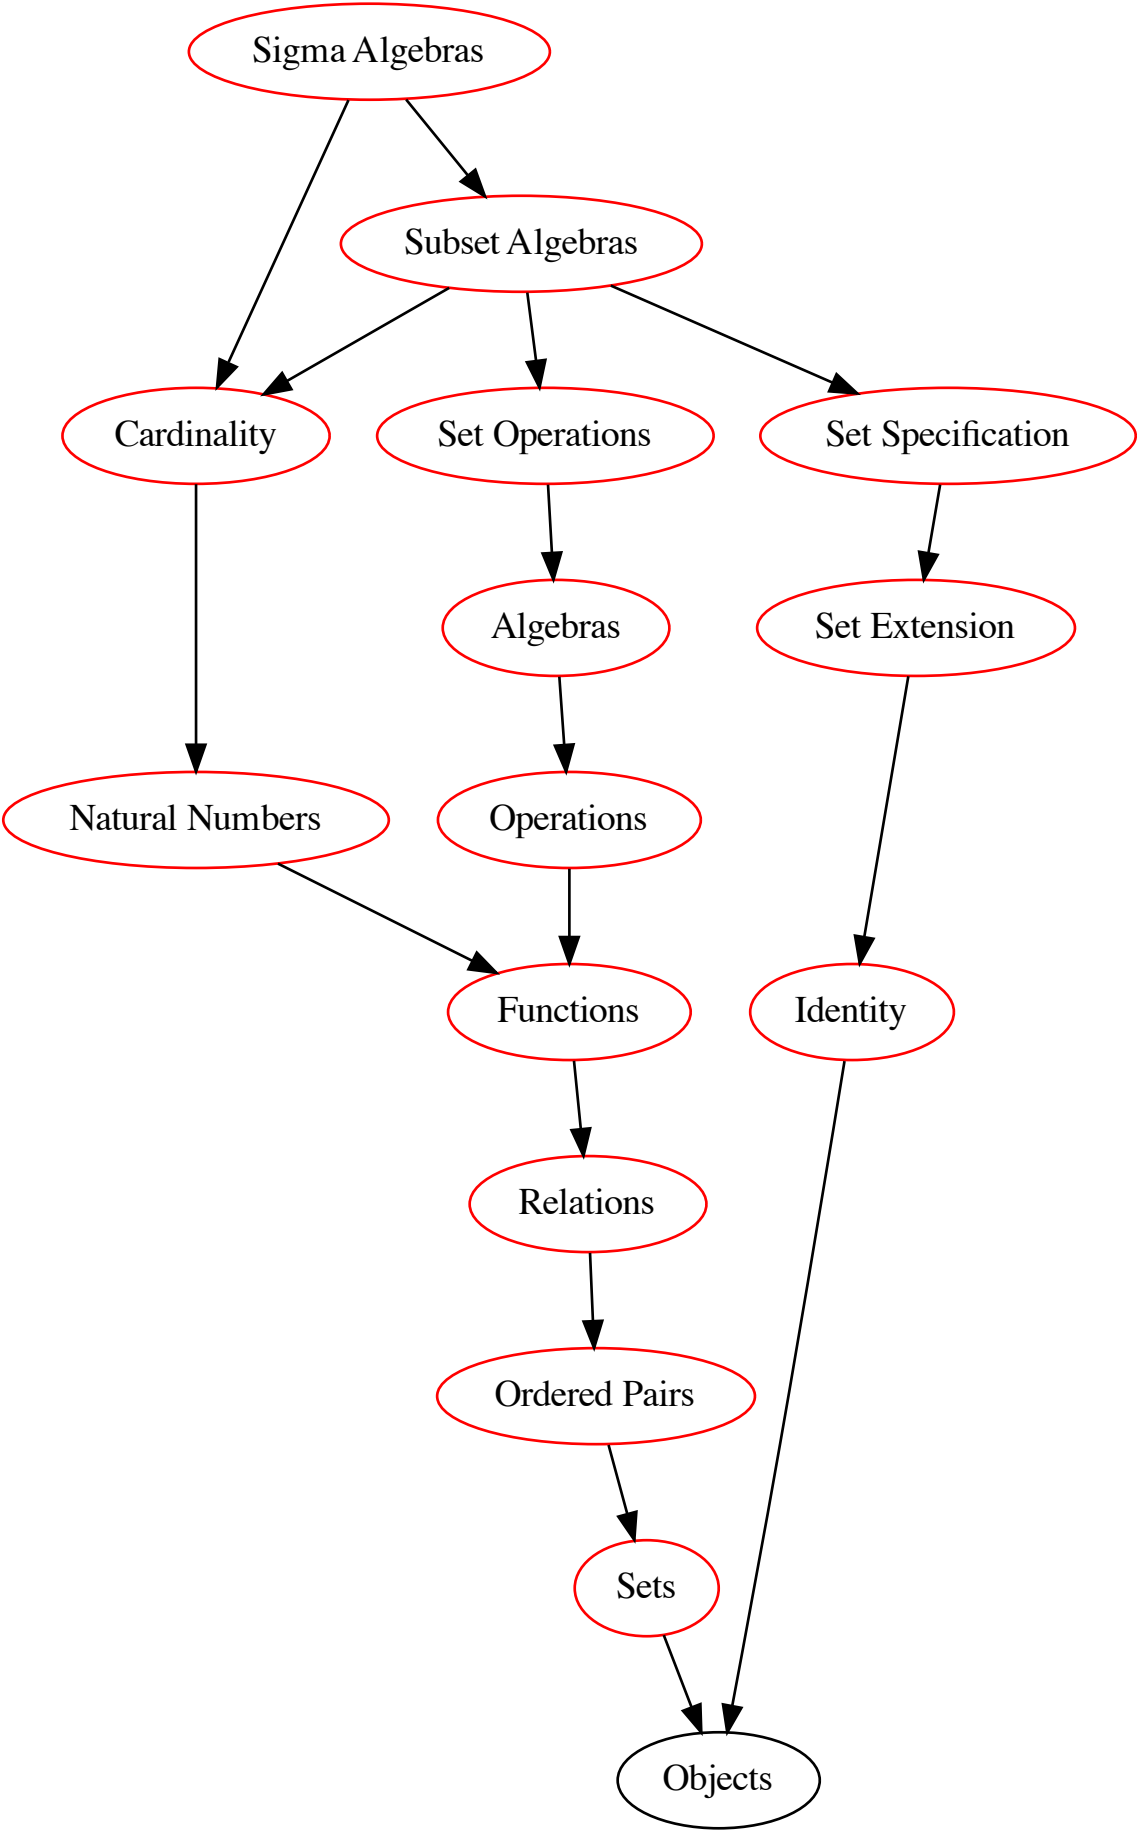 Sigma Algebras
Subset Algebras
Cardinality
Set Operations
Set Specification
Algebras
Set Extension
Natural Numbers
Operations
Functions
Identity
Relations
Ordered Pairs
Sets
Objects